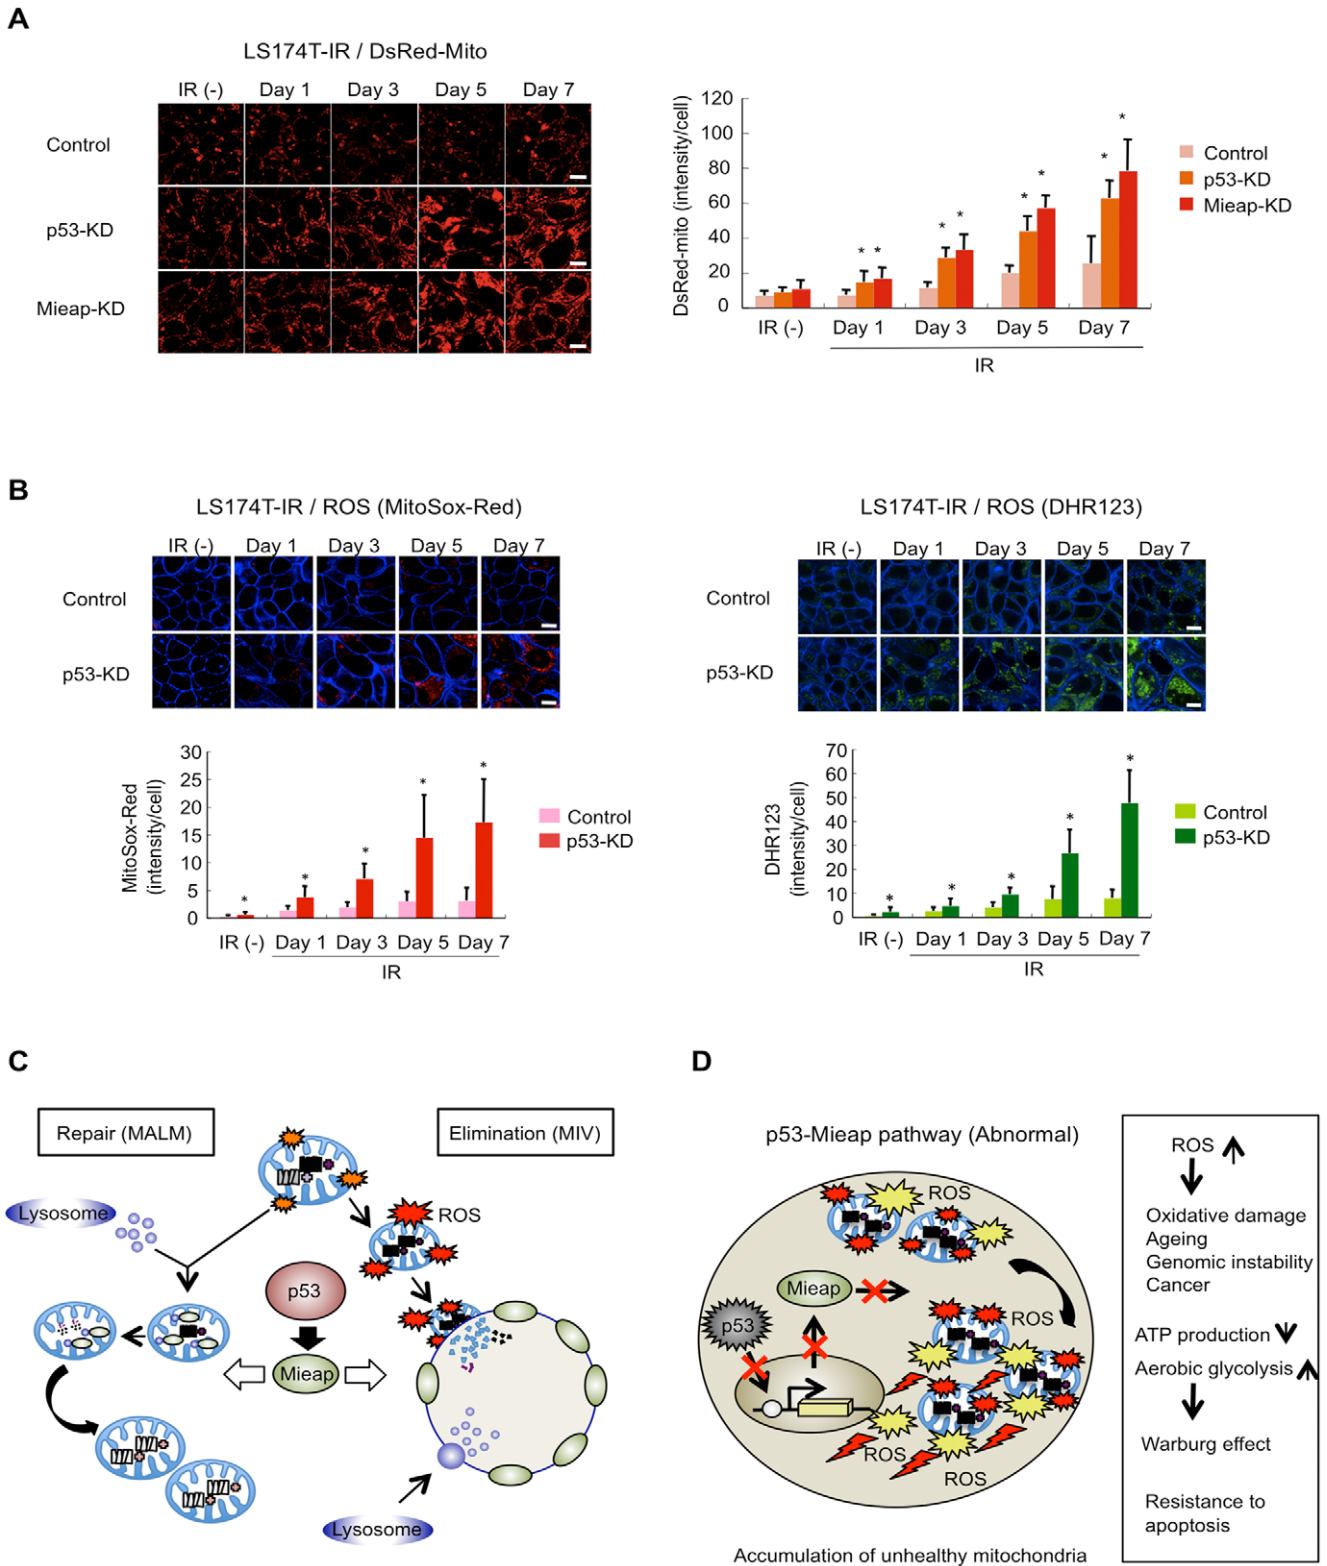 A
LS174T-IR / DsRed-Mito
IR (-) Day 1 Day 3 Day 5 Day 7
Control
p53-KD
Mieap-KD
DsRed-mito (intensity/cell)
120
100
80
60
40
20
0
* * * * * * * *
IR (-) Day 1 Day 3 Day 5 Day 7
IR
Control
p53-KD
Mieap-KD
B
LS174T-IR / ROS (MitoSox-Red)
IR (-) Day 1 Day 3 Day 5 Day 7
Control
p53-KD
MitoSox-Red
(intensity/cell)
30
25
20
15
10
5
0
* * * * *
IR (-) Day 1 Day 3 Day 5 Day 7
IR
Control
p53-KD
LS174T-IR / ROS (DHR123)
IR (-) Day 1 Day 3 Day 5 Day 7
Control
p53-KD
DHR123
(intensity/cell)
70
60
50
40
30
20
10
0
* * * * *
IR (-) Day 1 Day 3 Day 5 Day 7
IR
Control
p53-KD
C
Repair (MALM)
Elimination (MIV)
Lysosome
ROS
p53
Mieap
Lysosome
D
p53-Mieap pathway (Abnormal)
ROS
Mieap
p53
ROS
ROS
ROS
Accumulation of unhealthy mitochondria
ROS
Oxidative damage
Ageing
Genomic instability
Cancer
ATP production
Aerobic glycolysis
Warburg effect
Resistance to
apoptosis